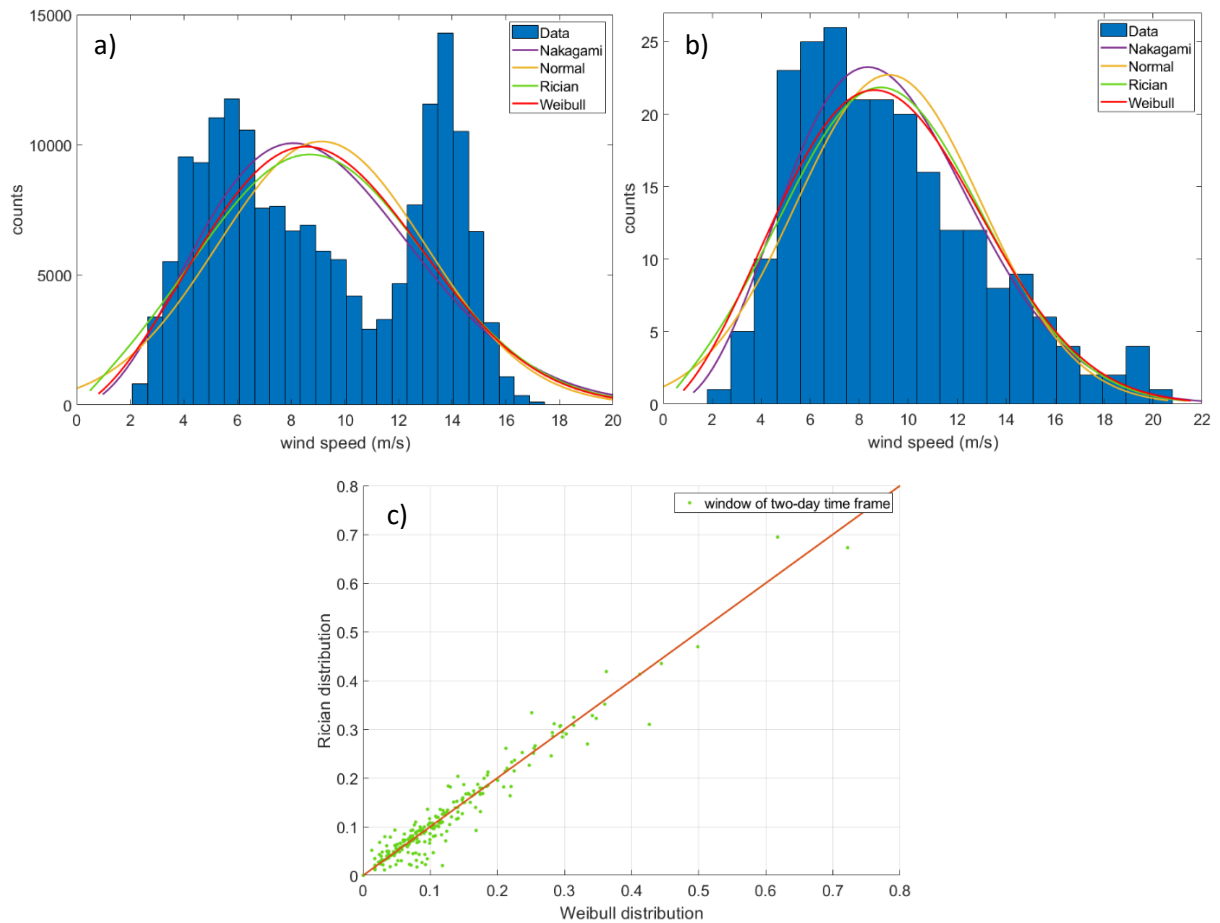 a)
15000
10000
5000
0
counts
0 2 4 6 8 10 12 14 16 18 20
wind speed (m/s)
Data
Nakagami
Normal
Rician
Weibull
b)
25
20
15
10
5
0
counts
0 2 4 6 8 10 12 14 16 18 20 22
wind speed (m/s)
Data
Nakagami
Normal
Rician
Weibull
c)
window of two-day time frame
0.8
0.7
0.6
0.5
0.4
0.3
0.2
0.1
0
Rician distribution
0 0.1 0.2 0.3 0.4 0.5 0.6 0.7 0.8
Weibull distribution